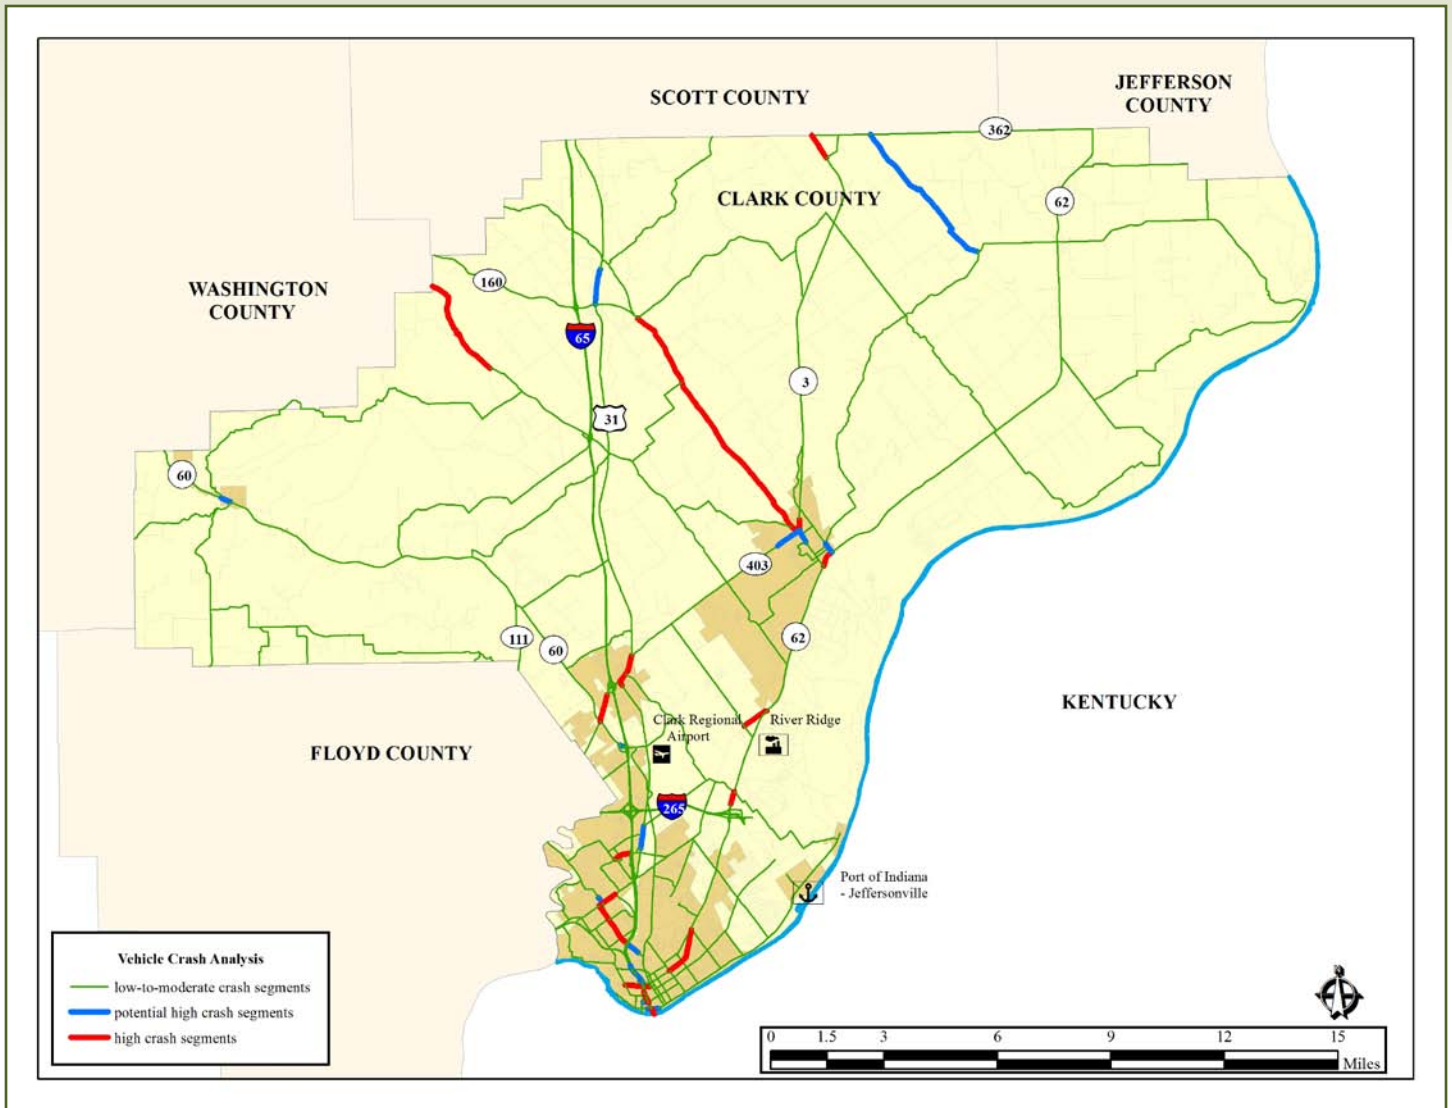 SCOTT COUNTY
JEFFERSON
COUNTY
362
CLARK COUNTY
62
WASHINGTON
COUNTY
160
65
3
31
60
403
111
60
62
KENTUCKY
Clark Regional
Airport
River Ridge
FLOYD COUNTY
265
Port of Indiana
- Jeffersonville
Vehicle Crash Analysis
low-to-moderate crash segments
potential high crash segments
high crash segments
0 1.5 3 6 9 12 15
Miles